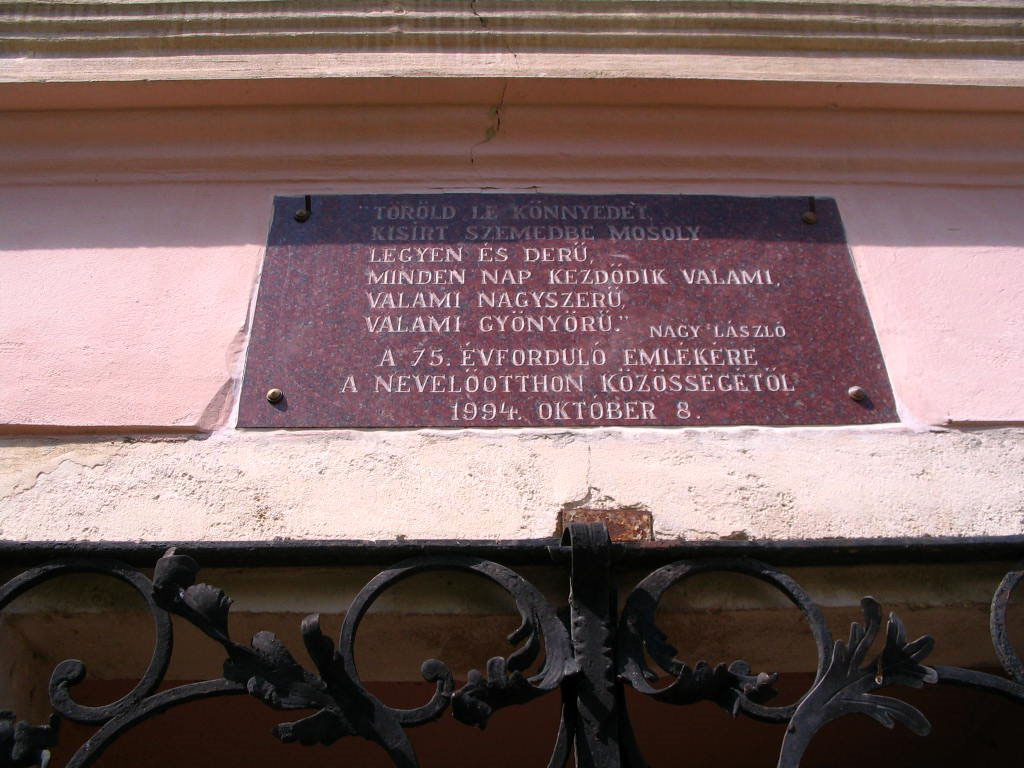 "TÖRÖLD LE KÖNNYEDET,
KISÍRT SZEMEDBE MOSOLY
LEGYEN ÉS DERŰ,
MINDEN NAP KEZDŐDIK VALAMI,
VALAMI NAGYSZERŰ,
VALAMI GYÖNYÖRŰ."
NAGY LÁSZLÓ
A 75. ÉVFORDULÓ EMLÉKÉRE
A NEVELŐOTTHON KÖZÖSSÉGÉTŐL
1994. OKTÓBER 8.